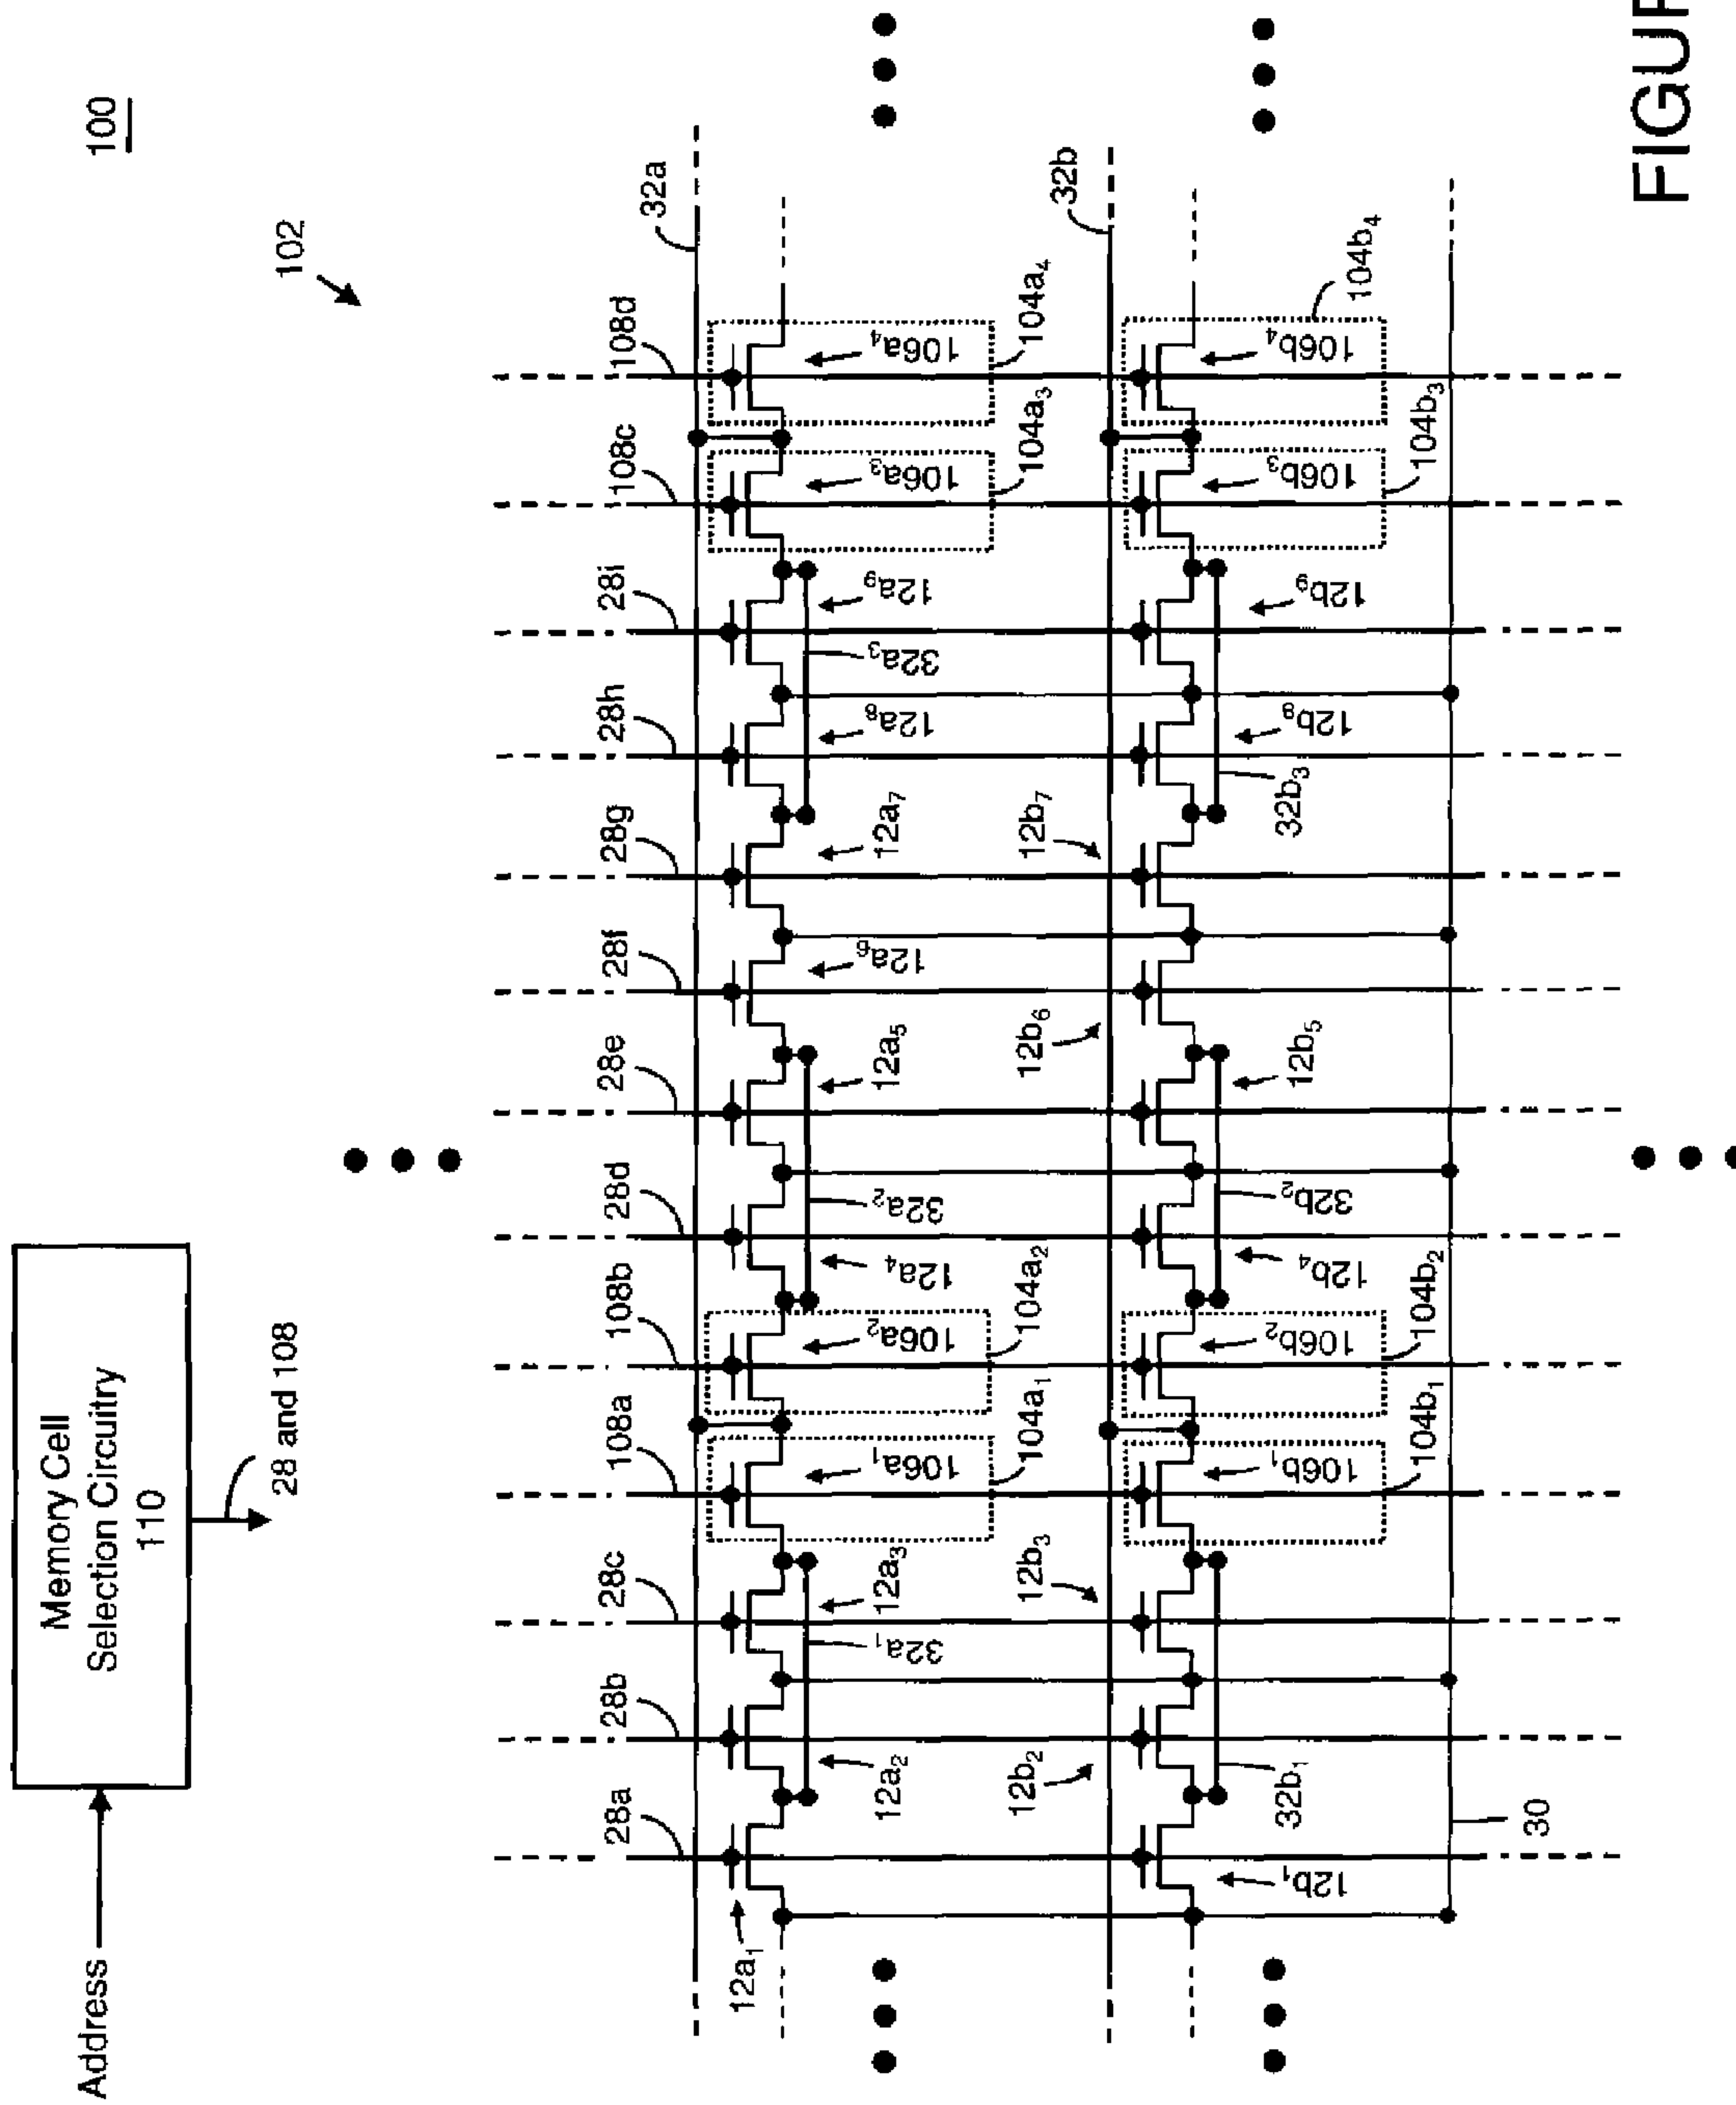 100
102
Memory Cell
Selection Circuitry
110
Address
28 and 108
28a
28b
28c
108a
108b
28d
28e
28f
28g
28h
28i
108c
108d
32a
12a₁
12a₂
32a₁
12a₃
106a₁
104a₁
106a₂
104a₂
12a₄
32a₂
12a₅
12a₆
12a₇
12a₈
32a₃
12a₉
106a₃
104a₃
106a₄
104a₄
32b
12b₁
12b₂
32b₁
12b₃
106b₁
104b₁
106b₂
104b₂
12b₄
32b₂
12b₅
12b₆
12b₇
32b₃
12b₈
12b₉
106b₃
104b₃
106b₄
104b₄
30